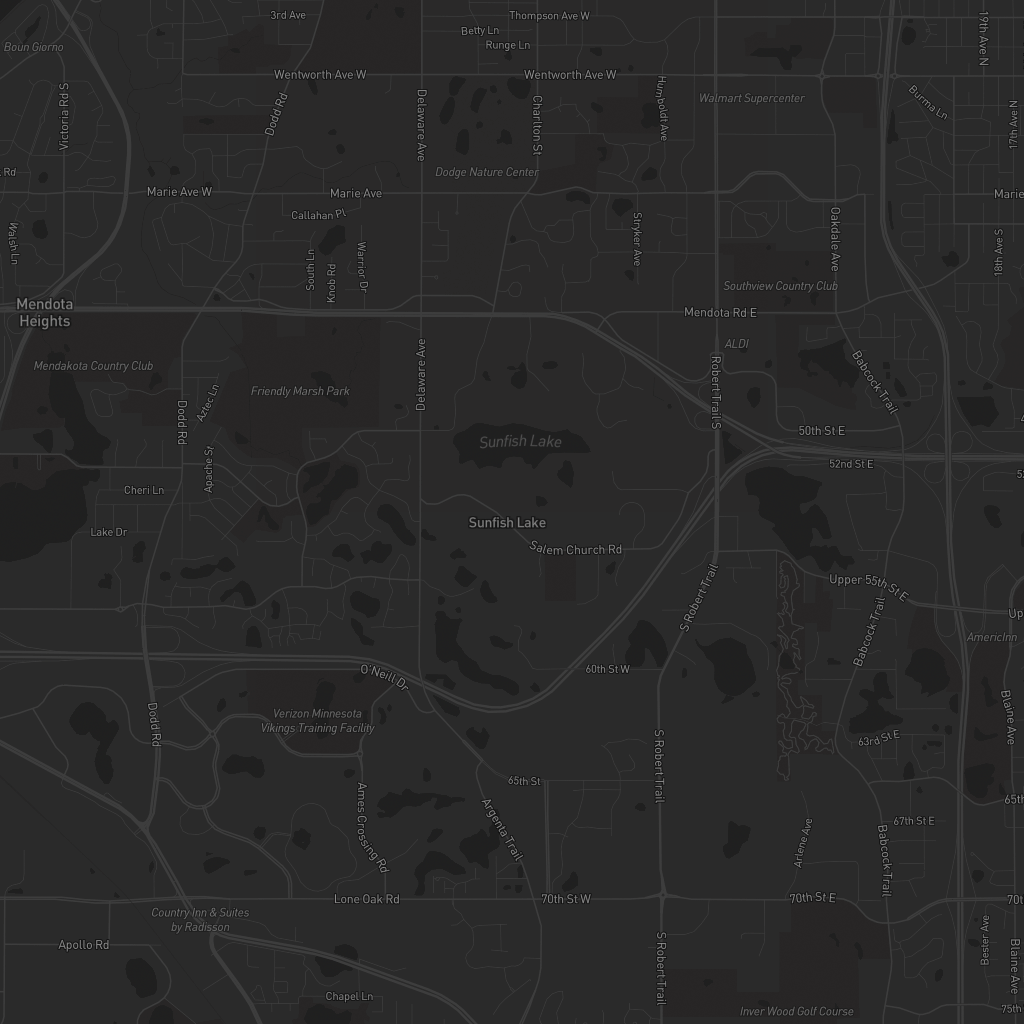 3rd Ave
Thompson Ave W
19th Ave N
Betty Ln
Boun Giorno
Runge Ln
Wentworth Ave W
Wentworth Ave W
Victoria Rd S
Dodd Rd
Delaware Ave
Charlton St
Humboldt Ave
Walmart Supercenter
Burma Ln
17th Ave N
Rd
Dodge Nature Center
Marie Ave W
Marie Ave
Marie
Callahan Pl
Walsh Ln
Stryker Ave
Oakdale Ave
18th Ave S
South Ln
Knob Rd
Warrior Dr
Southview Country Club
Mendota
Heights
Mendota Rd E
ALDI
Mendakota Country Club
Friendly Marsh Park
Delaware Ave
Robert Trail S
Babcock Trail
Aztec Ln
Dodd Rd
50th St E
Sunfish Lake
Apache St
52nd St E
Cheri Ln
Sunfish Lake
Lake Dr
Salem Church Rd
S Robert Trail
Upper 55th St E
Up
Babcock Trail
AmericInn
O'Neill Dr
60th St W
Blaine Ave
Dodd Rd
Verizon Minnesota
Vikings Training Facility
S Robert Trail
63rd St E
65th St
65th
Ames Crossing Rd
Argenta Trail
Arlene Ave
67th St E
Babcock Trail
Lone Oak Rd
70th St W
70th St E
70t
Country Inn & Suites
by Radisson
Apollo Rd
S Robert Trail
Bester Ave
Blaine Ave
Chapel Ln
Inver Wood Golf Course
75th